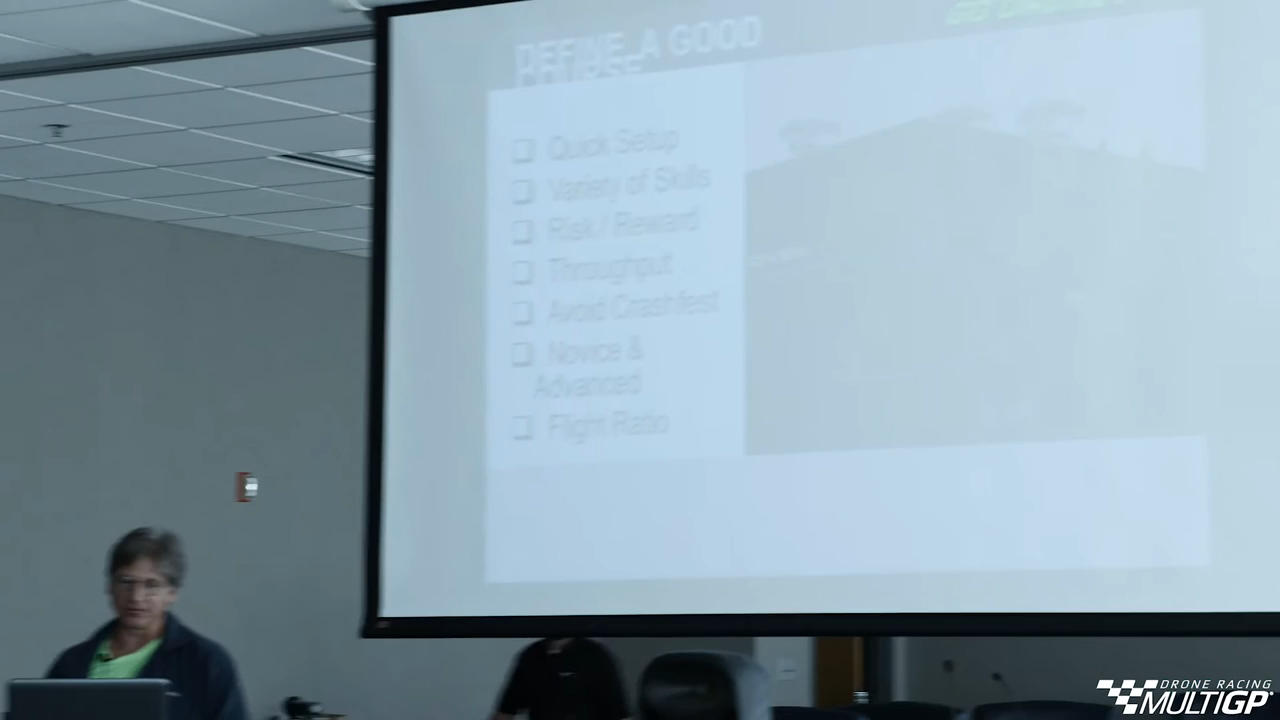 DEFINE A GOOD
❑ Quick Setup
❑ Variety of Skills
❑ Risk / Reward
❑ Throughput
❑ Avoid Crashfest
❑ Novice &
Advanced
❑ Flight Ratio
DRONE RACING
MULTIGP